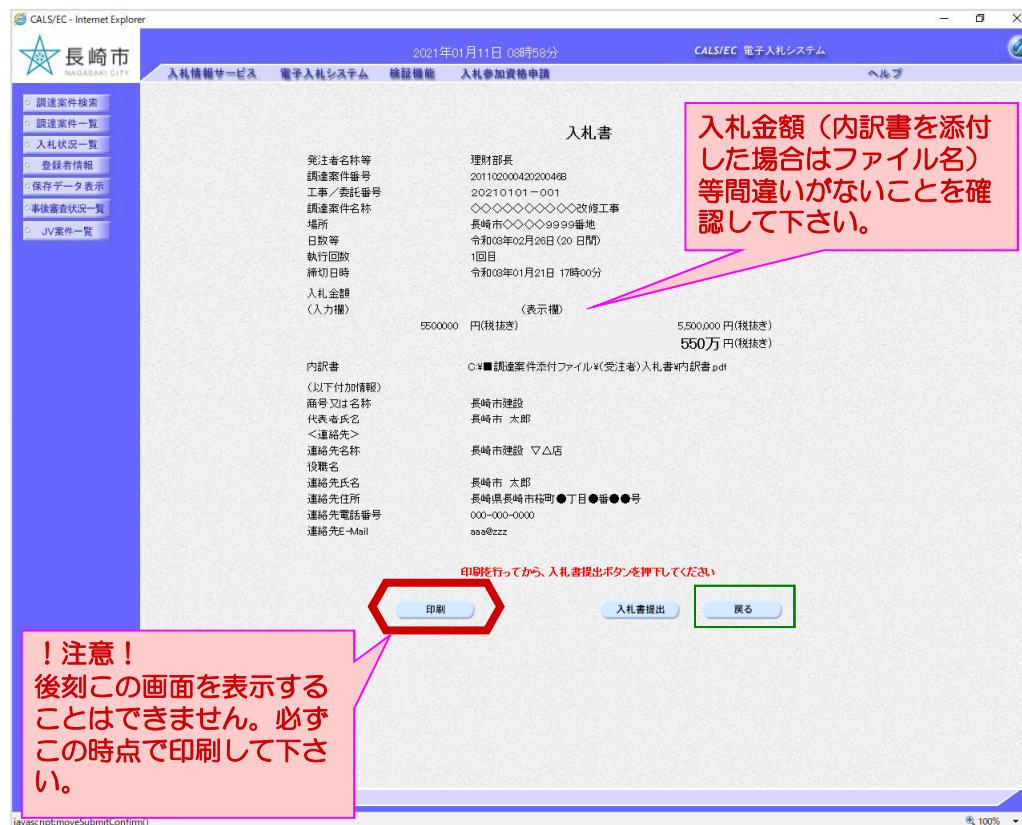 CALS/EC - Internet Explorer
長崎市
NAGASAKI CITY
2021年01月11日 08時58分
CALS/EC 電子入札システム
入札情報サービス 電子入札システム 検証機能 入札参加資格申請 ヘルプ
調達案件検索
調達案件一覧
入札状況一覧
登録者情報
保存データ表示
事後審査状況一覧
JV案件一覧
入札書
入札金額（内訳書を添付
した場合はファイル名）
等間違いがないことを確
認して下さい。
発注者名称等 理財部長
調達案件番号 201102000420200468
工事／委託番号 20210101－001
調達案件名称 ◇◇◇◇◇◇◇◇◇◇改修工事
場所 長崎市◇◇◇◇9999番地
日数等 令和03年02月26日(20 日間)
執行回数 1回目
締切日時 令和03年01月21日 17時00分
入札金額
(入力欄) (表示欄)
5500000 円(税抜き) 5,500,000 円(税抜き)
550万 円(税抜き)
内訳書 C:¥■調達案件添付ファイル¥(受注者)入札書¥内訳書.pdf
(以下付加情報)
商号又は名称 長崎市建設
代表者氏名 長崎市 太郎
<連絡先>
連絡先名称 長崎市建設 ▽△店
役職名
連絡先氏名 長崎市 太郎
連絡先住所 長崎県長崎市桜町●丁目●番●●号
連絡先電話番号 000-000-0000
連絡先E-Mail aaa@zzz
印刷を行ってから、入札書提出ボタンを押下してください
印刷 入札書提出 戻る
！注意！
後刻この画面を表示する
ことはできません。必ず
この時点で印刷して下さ
い。
javascript:moveSubmitConfirm()
100%